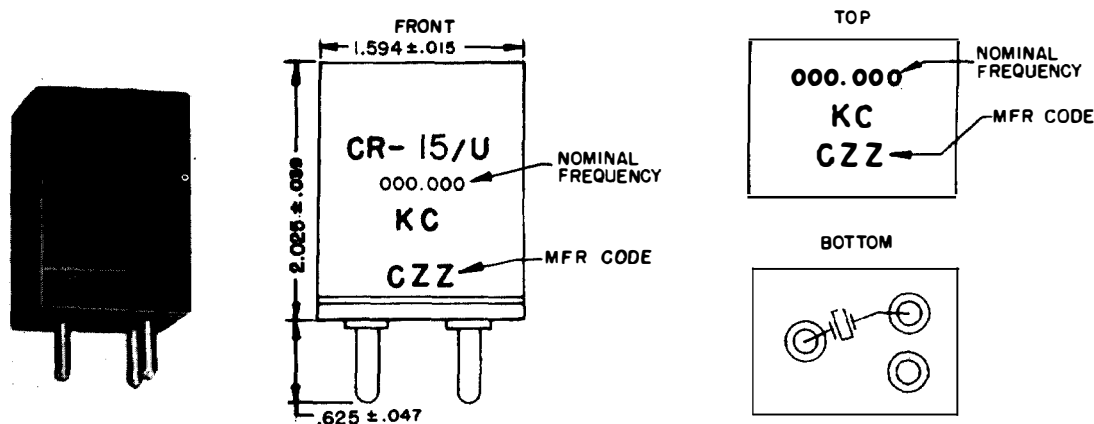 FRONT
1.594 ±.015
2.025 ±.039
CR-15/U
000.000
NOMINAL
FREQUENCY
KC
CZZ
MFR CODE
.625 ±.047
TOP
000.000
NOMINAL
FREQUENCY
KC
CZZ
MFR CODE
BOTTOM